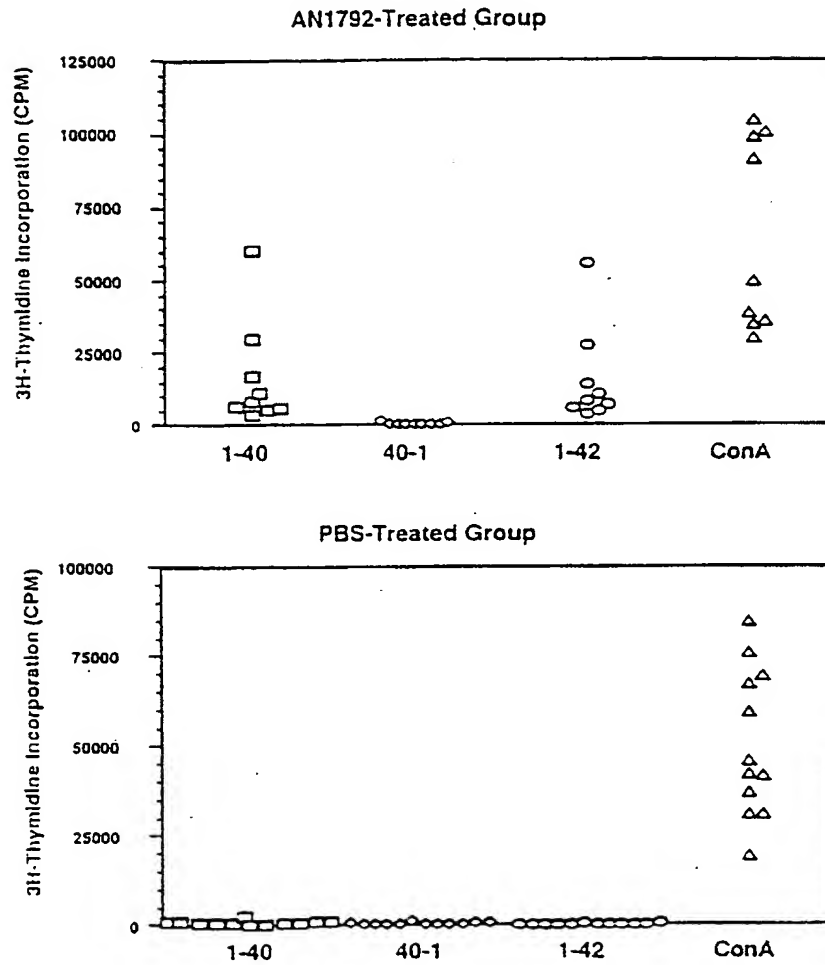 AN1792-Treated Group
3H-Thymidine Incorporation (CPM)
125000
100000
75000
50000
25000
0
1-40 40-1 1-42 ConA
PBS-Treated Group
3H-Thymidine Incorporation (CPM)
100000
75000
50000
25000
0
1-40 40-1 1-42 ConA